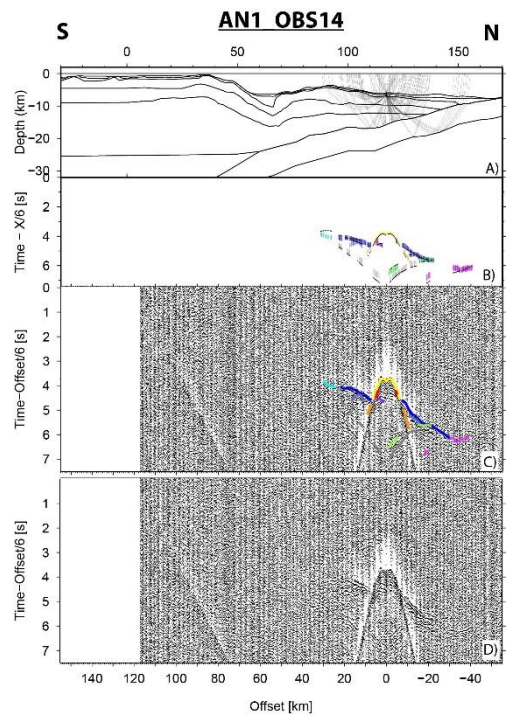 AN1_OBS14
S
N
0 50 100 150
Depth (km)
0
−10
−20
−30
A)
Time − X/6 [s]
0
2
4
6
B)
Time−Offset/6 [s]
0
1
2
3
4
5
6
7
C)
Time−Offset/6 [s]
1
2
3
4
5
6
7
D)
140 120 100 80 60 40 20 0 −20 −40
Offset [km]